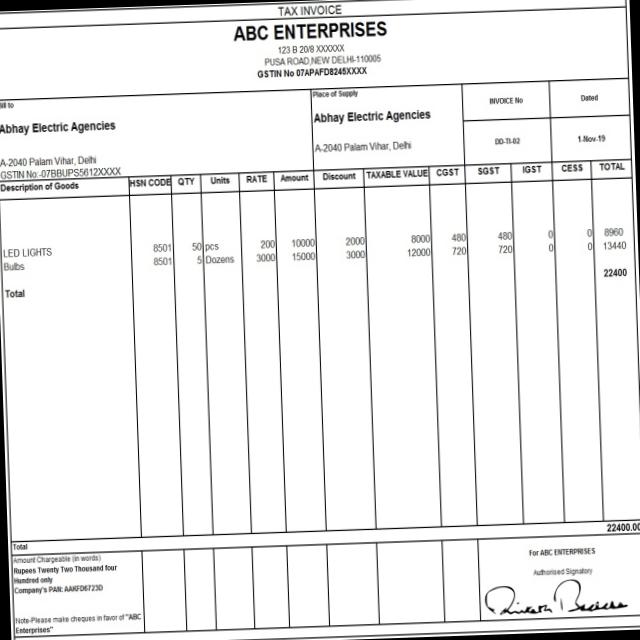 TAX INVOICE
ABC ENTERPRISES
123 B 20/8 XXXXXX
PUSA ROAD,NEW DELHI-110005
GSTIN No 07APAFD8245XXXX
Bill to
Abhay Electric Agencies
A-2040 Palam Vihar, Delhi
GSTIN No:-07BBUPS5612XXXX
Place of Supply
Abhay Electric Agencies
A-2040 Palam Vihar, Delhi
INVOICE No
DD-TI-02
Dated
1-Nov-19
Description of Goods HSN CODE QTY Units RATE Amount Discount TAXABLE VALUE CGST SGST IGST CESS TOTAL
LED LIGHTS 8501 50 pcs 200 10000 2000 8000 480 480 0 0 8960
Bulbs 8501 5 Dozens 3000 15000 3000 12000 720 720 0 0 13440
22400
Total
Total 22400.00
Amount Chargeable (in words)
Rupees Twenty Two Thousand four
Hundred only
Company's PAN: AAKFD6723D
Note-Please make cheques in favor of "ABC
Enterprises"
For ABC ENTERPRISES
Authorised Signatory